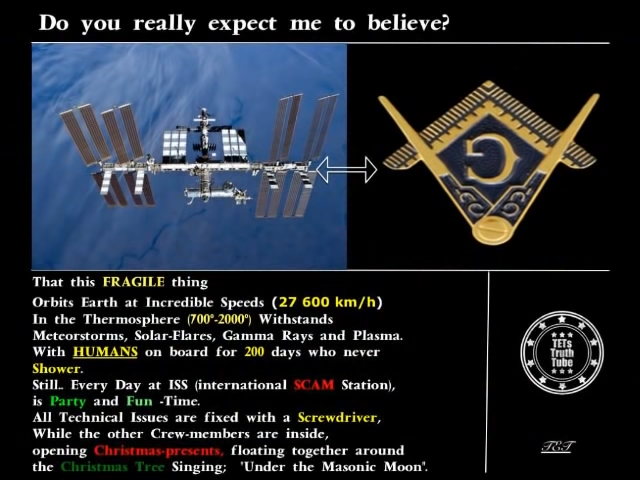 Do you really expect me to believe?
That this FRAGILE thing
Orbits Earth at Incredible Speeds (27 600 km/h)
In the Thermosphere (700°-2000°) Withstands
Meteorstorms, Solar-Flares, Gamma Rays and Plasma.
With HUMANS on board for 200 days who never
Shower.
Still.. Every Day at ISS (international SCAM Station),
is Party and Fun -Time.
All Technical Issues are fixed with a Screwdriver,
While the other Crew-members are inside,
opening Christmas-presents, floating together around
the Christmas Tree Singing; 'Under the Masonic Moon'.
TETs
Truth
Tube
TET